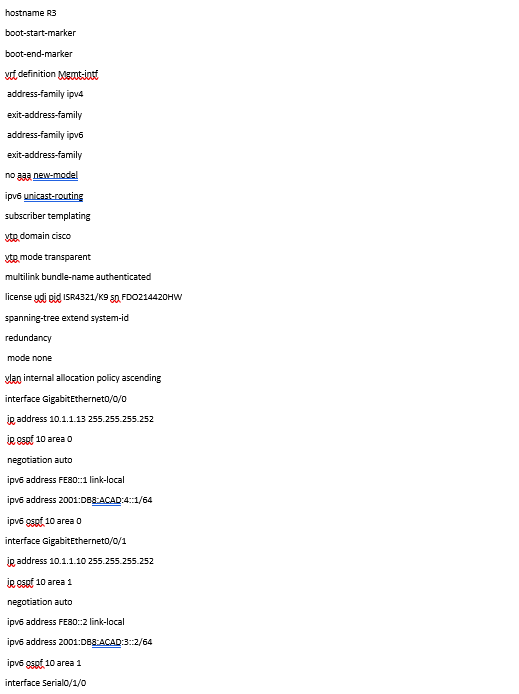 hostname R3
boot-start-marker
boot-end-marker
vrf definition Mgmt-intf
address-family ipv4
exit-address-family
address-family ipv6
exit-address-family
no aaa new-model
ipv6 unicast-routing
subscriber templating
vtp domain cisco
vtp mode transparent
multilink bundle-name authenticated
license udi pid ISR4321/K9 sn FDO214420HW
spanning-tree extend system-id
redundancy
mode none
vlan internal allocation policy ascending
interface GigabitEthernet0/0/0
ip address 10.1.1.13 255.255.255.252
ip ospf 10 area 0
negotiation auto
ipv6 address FE80::1 link-local
ipv6 address 2001:DB8:ACAD:4::1/64
ipv6 ospf 10 area 0
interface GigabitEthernet0/0/1
ip address 10.1.1.10 255.255.255.252
ip ospf 10 area 1
negotiation auto
ipv6 address FE80::2 link-local
ipv6 address 2001:DB8:ACAD:3::2/64
ipv6 ospf 10 area 1
interface Serial0/1/0